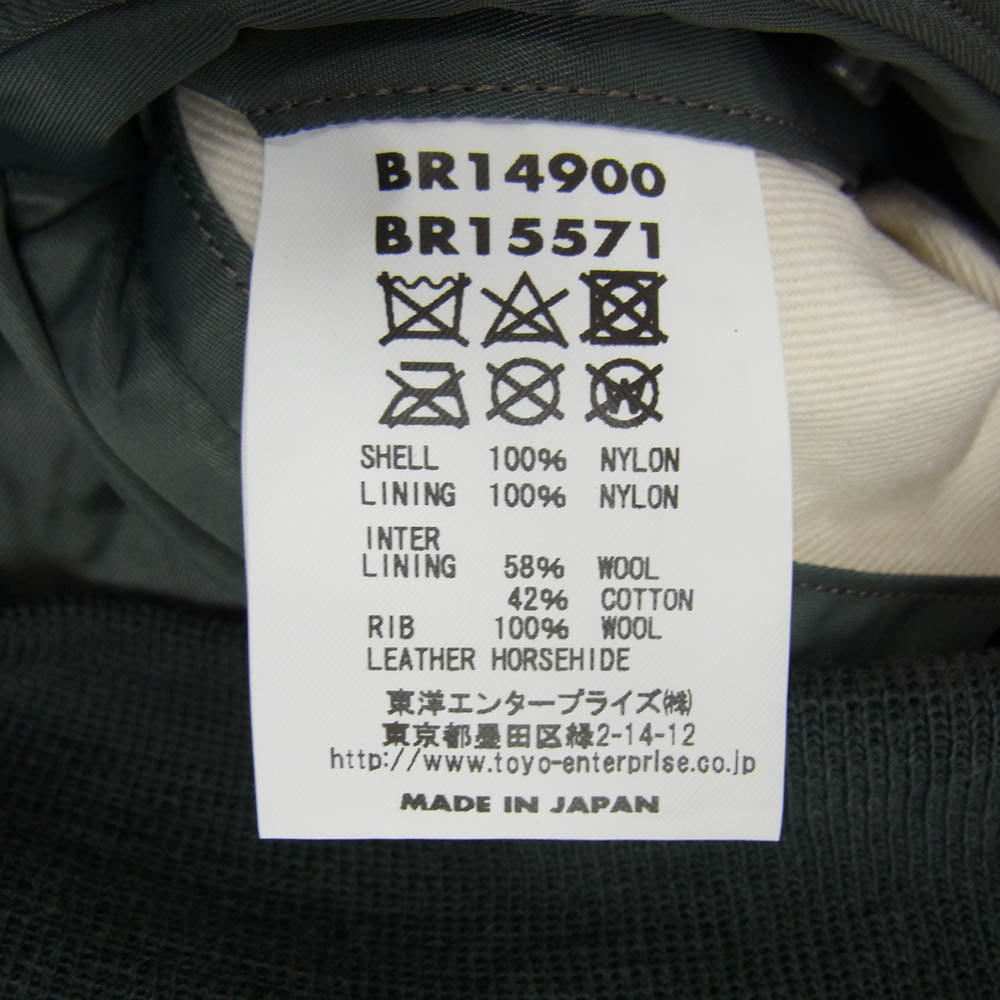 BR14900
BR15571
W
SHELL 100% NYLON
LINING 100% NYLON
INTER
LINING 58% WOOL
42% COTTON
RIB 100% WOOL
LEATHER HORSEHIDE
東洋エンタープライズ㈱
東京都墨田区緑2-14-12
http://www.toyo-enterprise.co.jp
MADE IN JAPAN